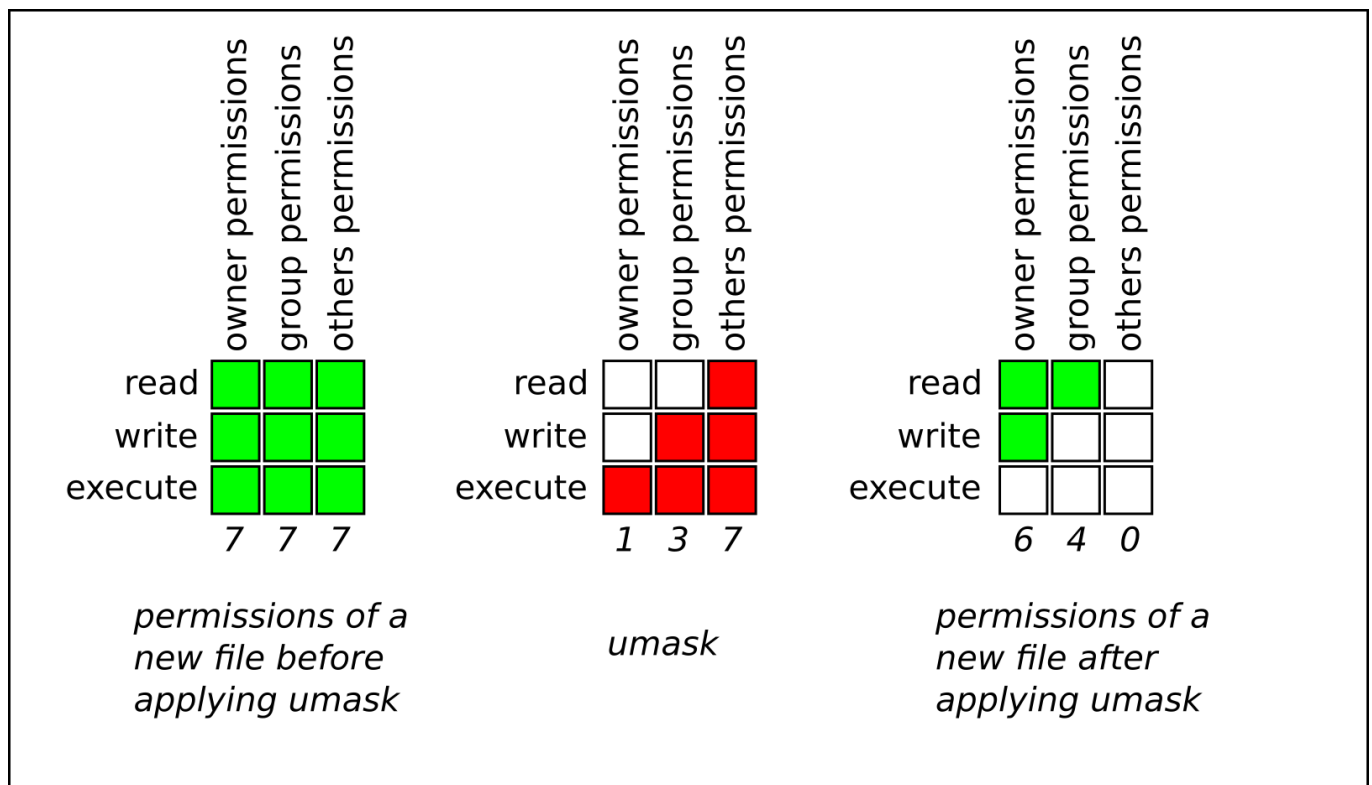 owner permissions
group permissions
others permissions
read
write
execute
7 7 7
permissions of a
new file before
applying umask
owner permissions
group permissions
others permissions
read
write
execute
1 3 7
umask
owner permissions
group permissions
others permissions
read
write
execute
6 4 0
permissions of a
new file after
applying umask